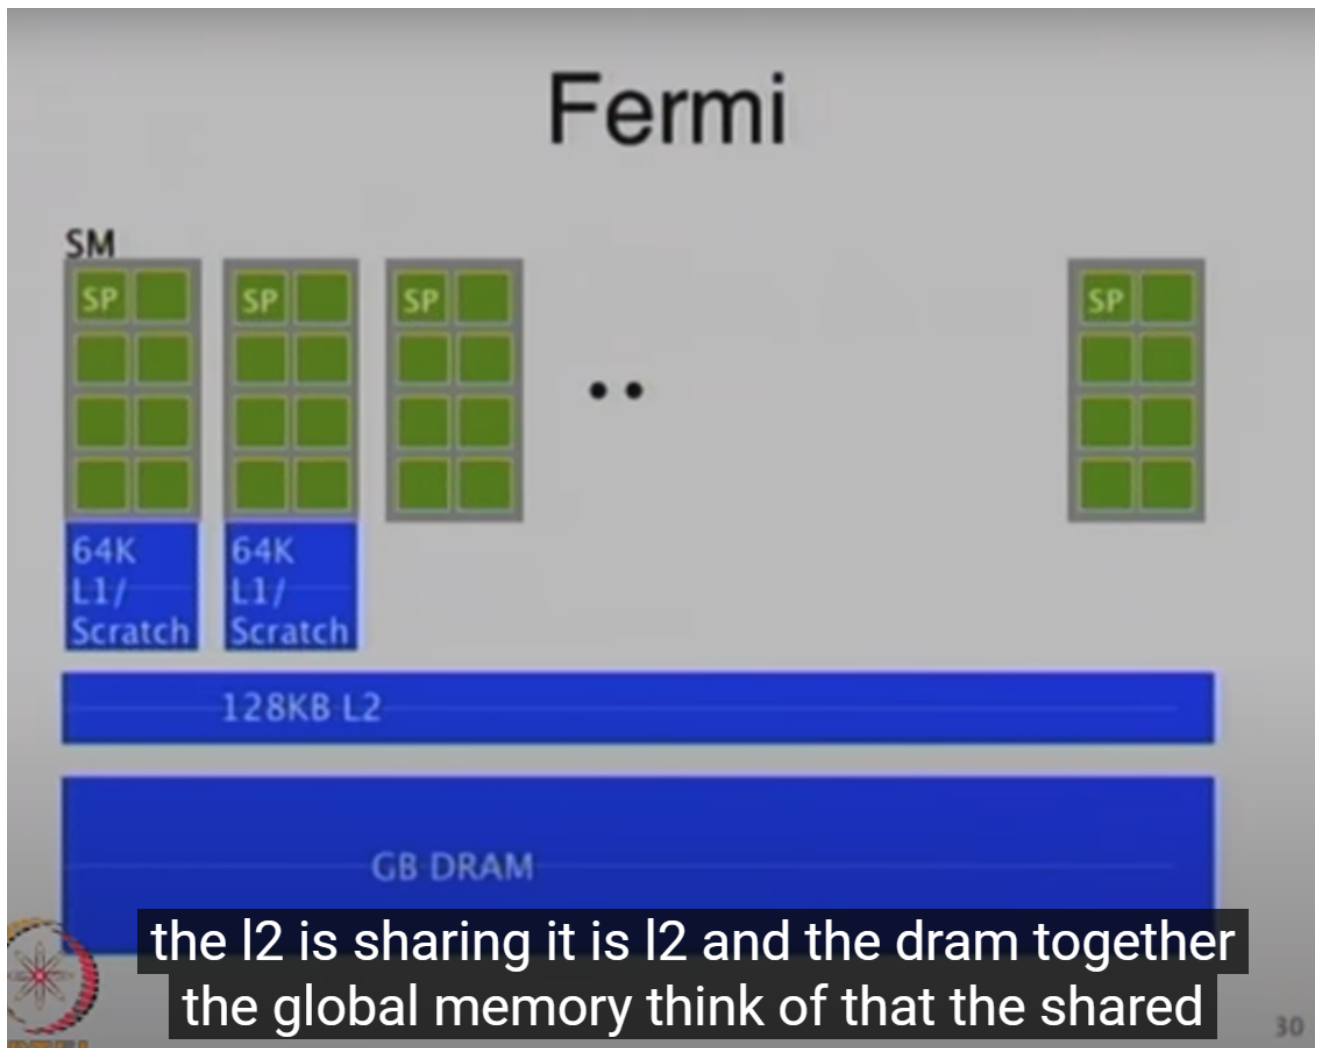 Fermi
SM
SP
SP
SP
SP
64K
L1/
Scratch
64K
L1/
Scratch
128KB L2
GB DRAM
the l2 is sharing it is l2 and the dram together
the global memory think of that the shared
30